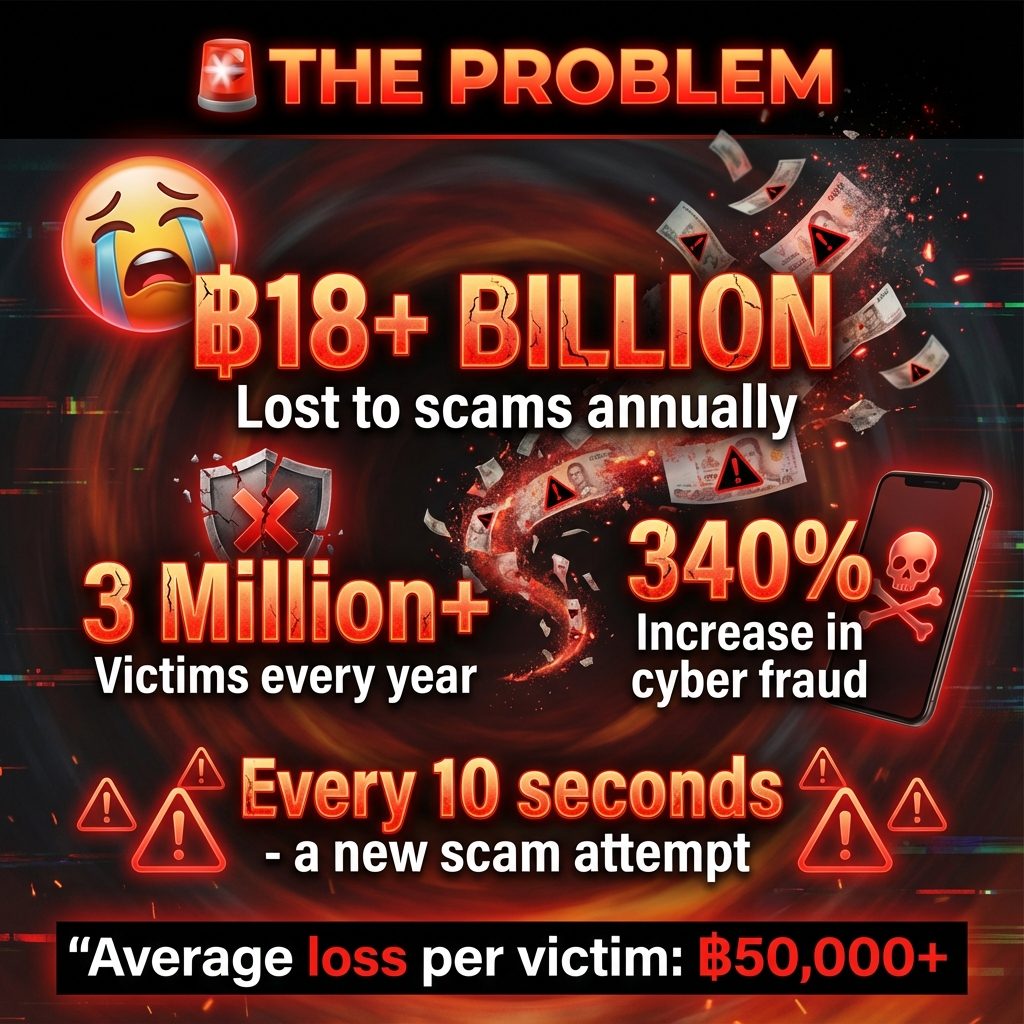 THE PROBLEM
฿18+ BILLION
Lost to scams annually
3 Million+
Victims every year
340%
Increase in
cyber fraud
Every 10 seconds
- a new scam attempt
“Average loss per victim: ฿50,000+